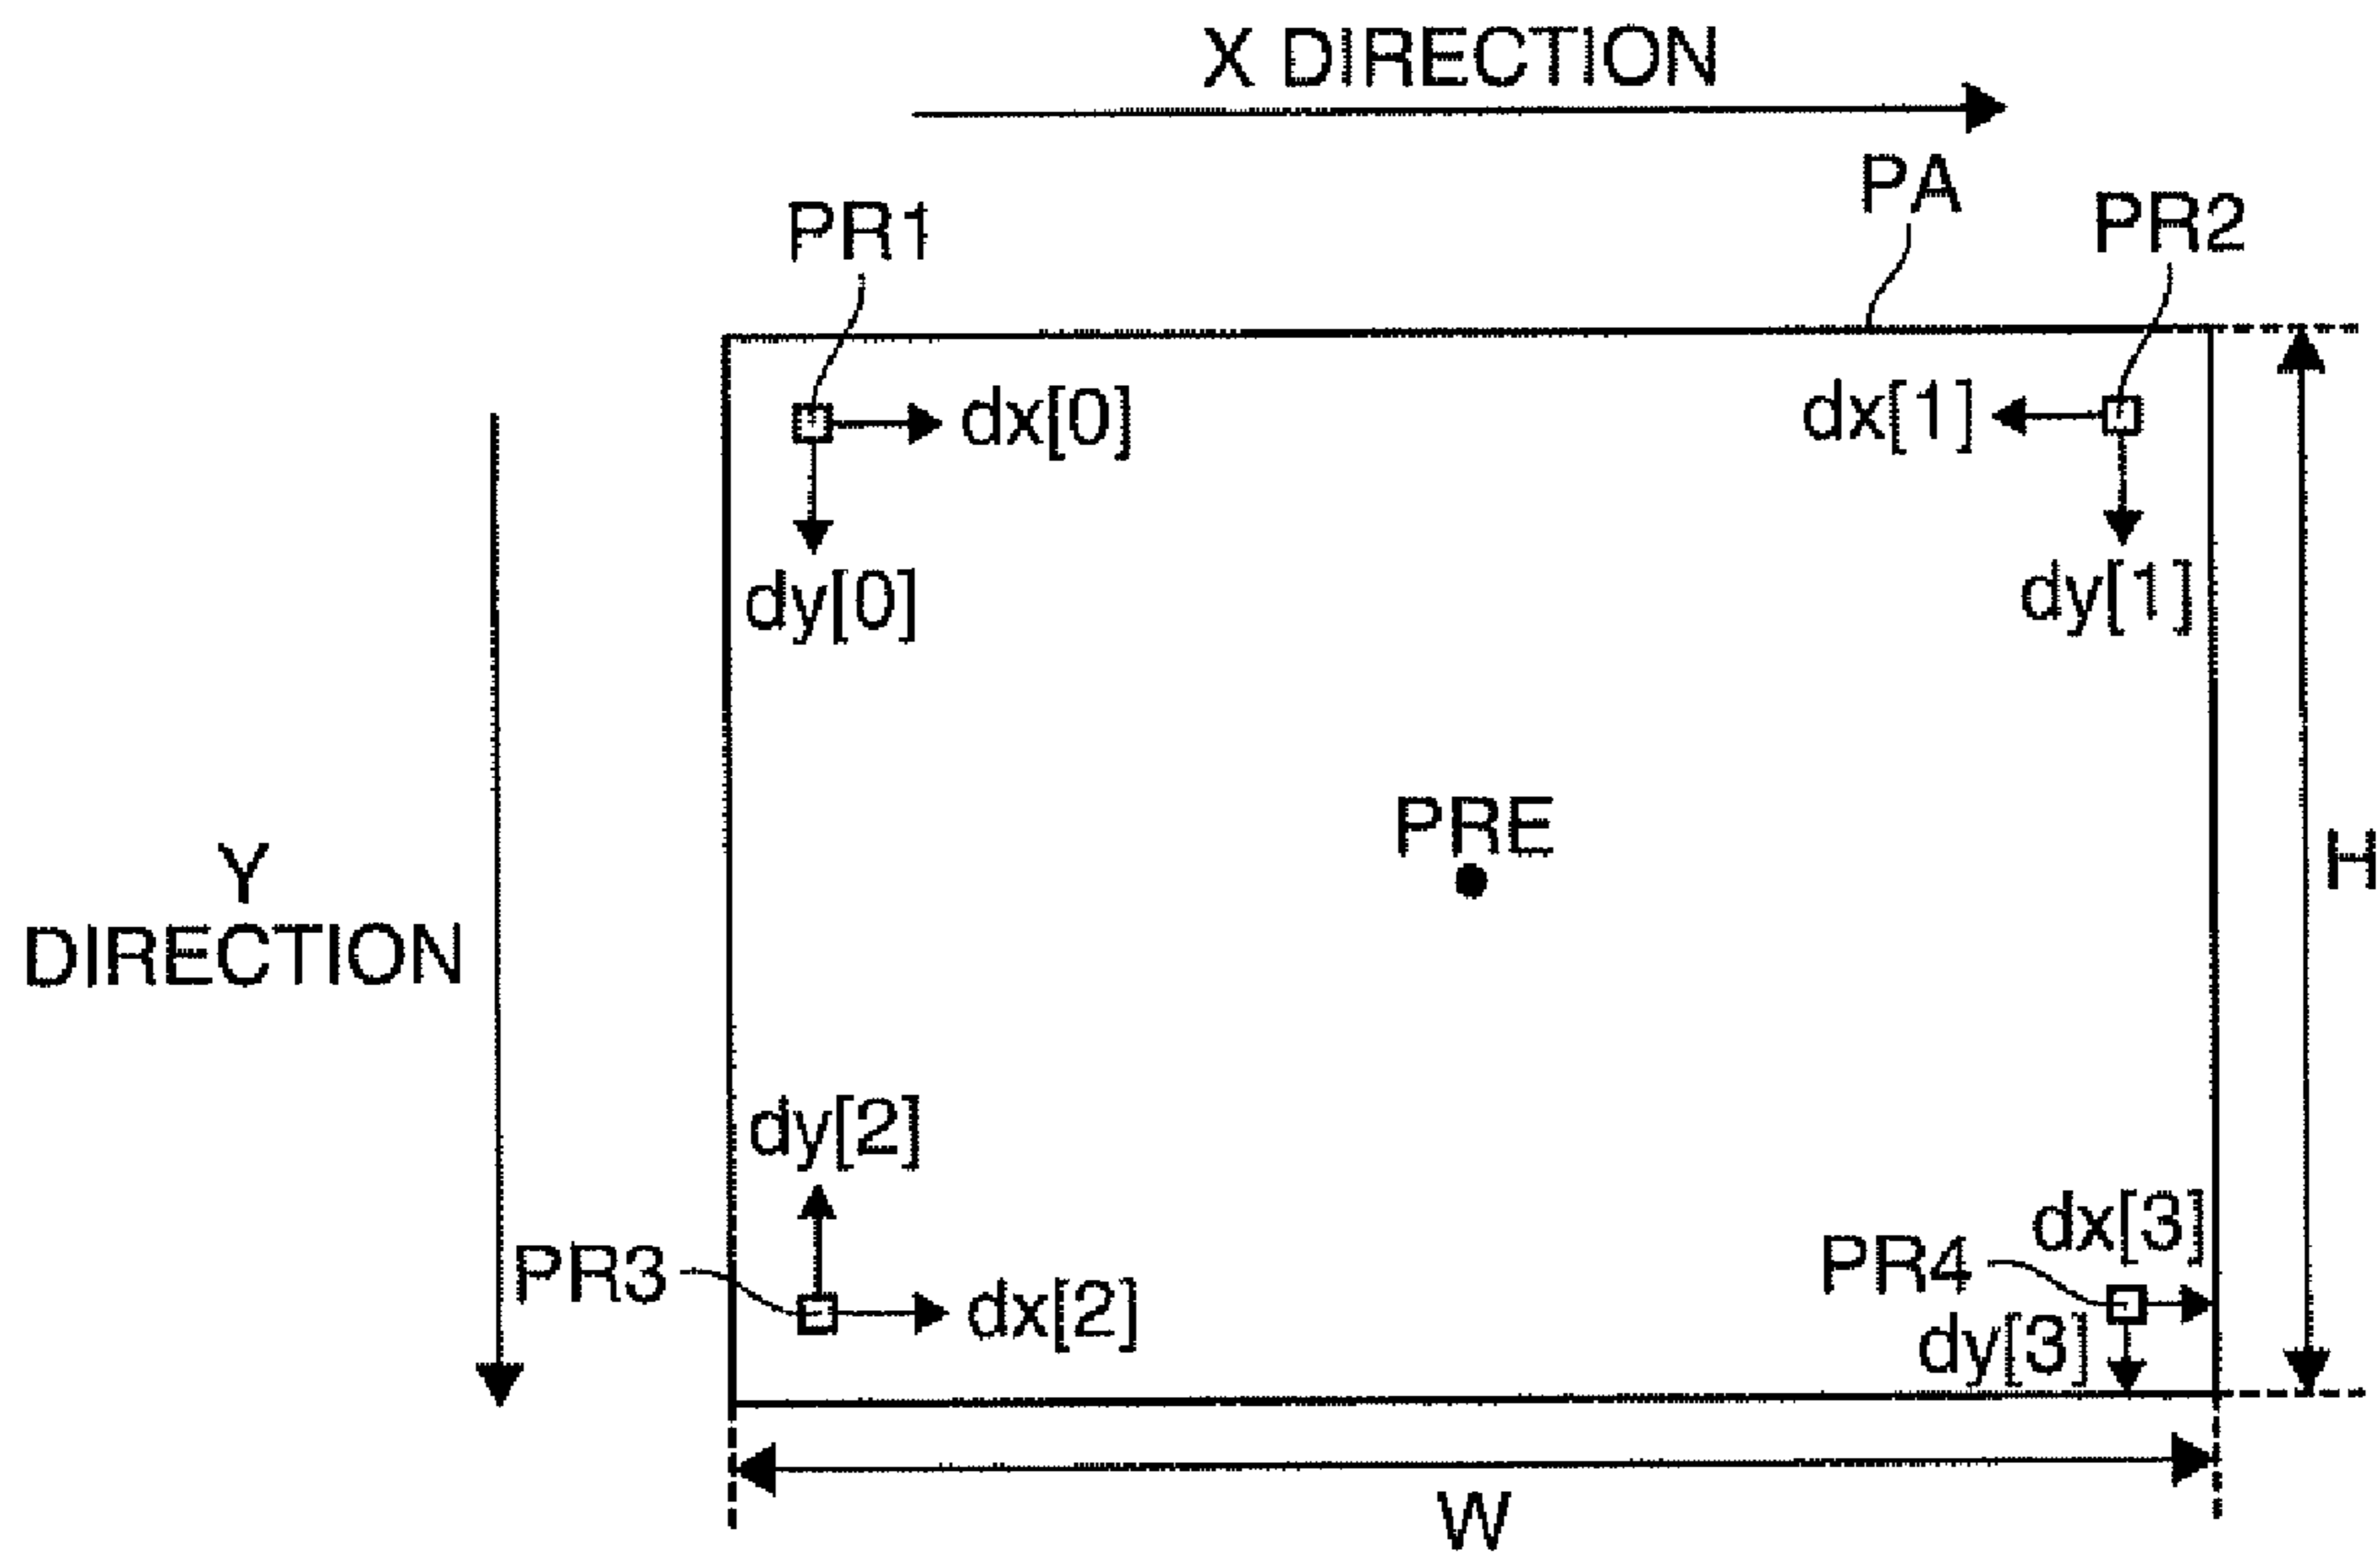 X DIRECTION
PA
PR1
PR2
dx[0]
dx[1]
dy[0]
dy[1]
PRE
H
Y
DIRECTION
dy[2]
dx[3]
PR3
PR4
dx[2]
dy[3]
W